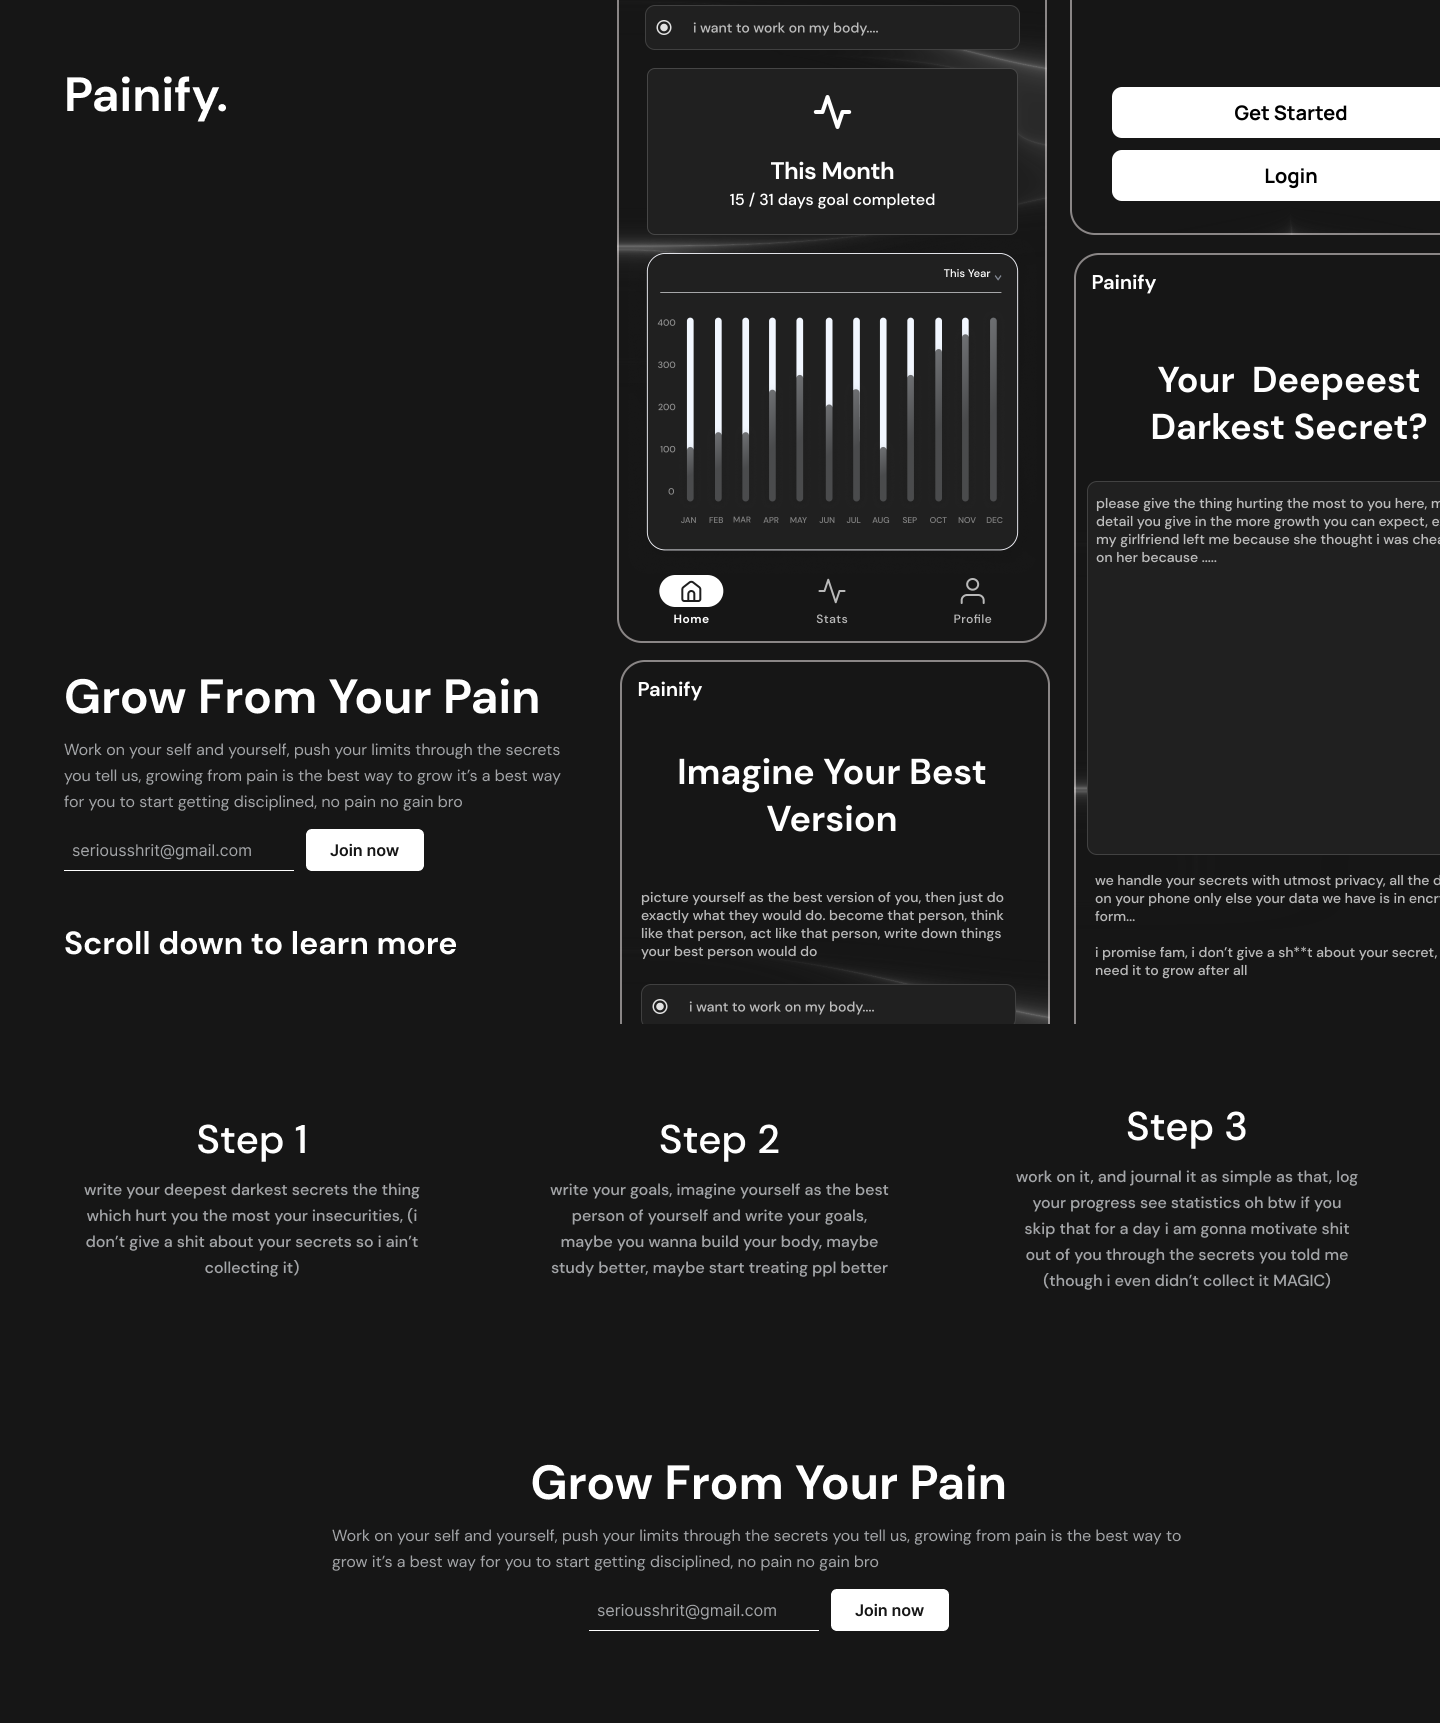 Painify.
Grow From Your Pain
Work on your self and yourself, push your limits through the secrets
you tell us, growing from pain is the best way to grow it’s a best way
for you to start getting disciplined, no pain no gain bro
seriousshrit@gmail.com
Join now
Scroll down to learn more
i want to work on my body....
This Month
15 / 31 days goal completed
This Year
400
300
200
100
0
JAN FEB MAR APR MAY JUN JUL AUG SEP OCT NOV DEC
Home Stats Profile
Painify
Imagine Your Best
Version
picture yourself as the best version of you, then just do
exactly what they would do. become that person, think
like that person, act like that person, write down things
your best person would do
i want to work on my body....
Get Started
Login
Painify
Your Deepeest
Darkest Secret?
please give the thing hurting the most to you here,
detail you give in the more growth you can expect,
my girlfriend left me because she thought i was
on her because .....
we handle your secrets with utmost privacy, all the
on your phone only else your data we have is in
form...
i promise fam, i don’t give a sh**t about your secret,
need it to grow after all
Step 1
write your deepest darkest secrets the thing
which hurt you the most your insecurities, (i
don’t give a shit about your secrets so i ain’t
collecting it)
Step 2
write your goals, imagine yourself as the best
person of yourself and write your goals,
maybe you wanna build your body, maybe
study better, maybe start treating ppl better
Step 3
work on it, and journal it as simple as that, log
your progress see statistics oh btw if you
skip that for a day i am gonna motivate shit
out of you through the secrets you told me
(though i even didn’t collect it MAGIC)
Grow From Your Pain
Work on your self and yourself, push your limits through the secrets you tell us, growing from pain is the best way to
grow it’s a best way for you to start getting disciplined, no pain no gain bro
seriousshrit@gmail.com
Join now